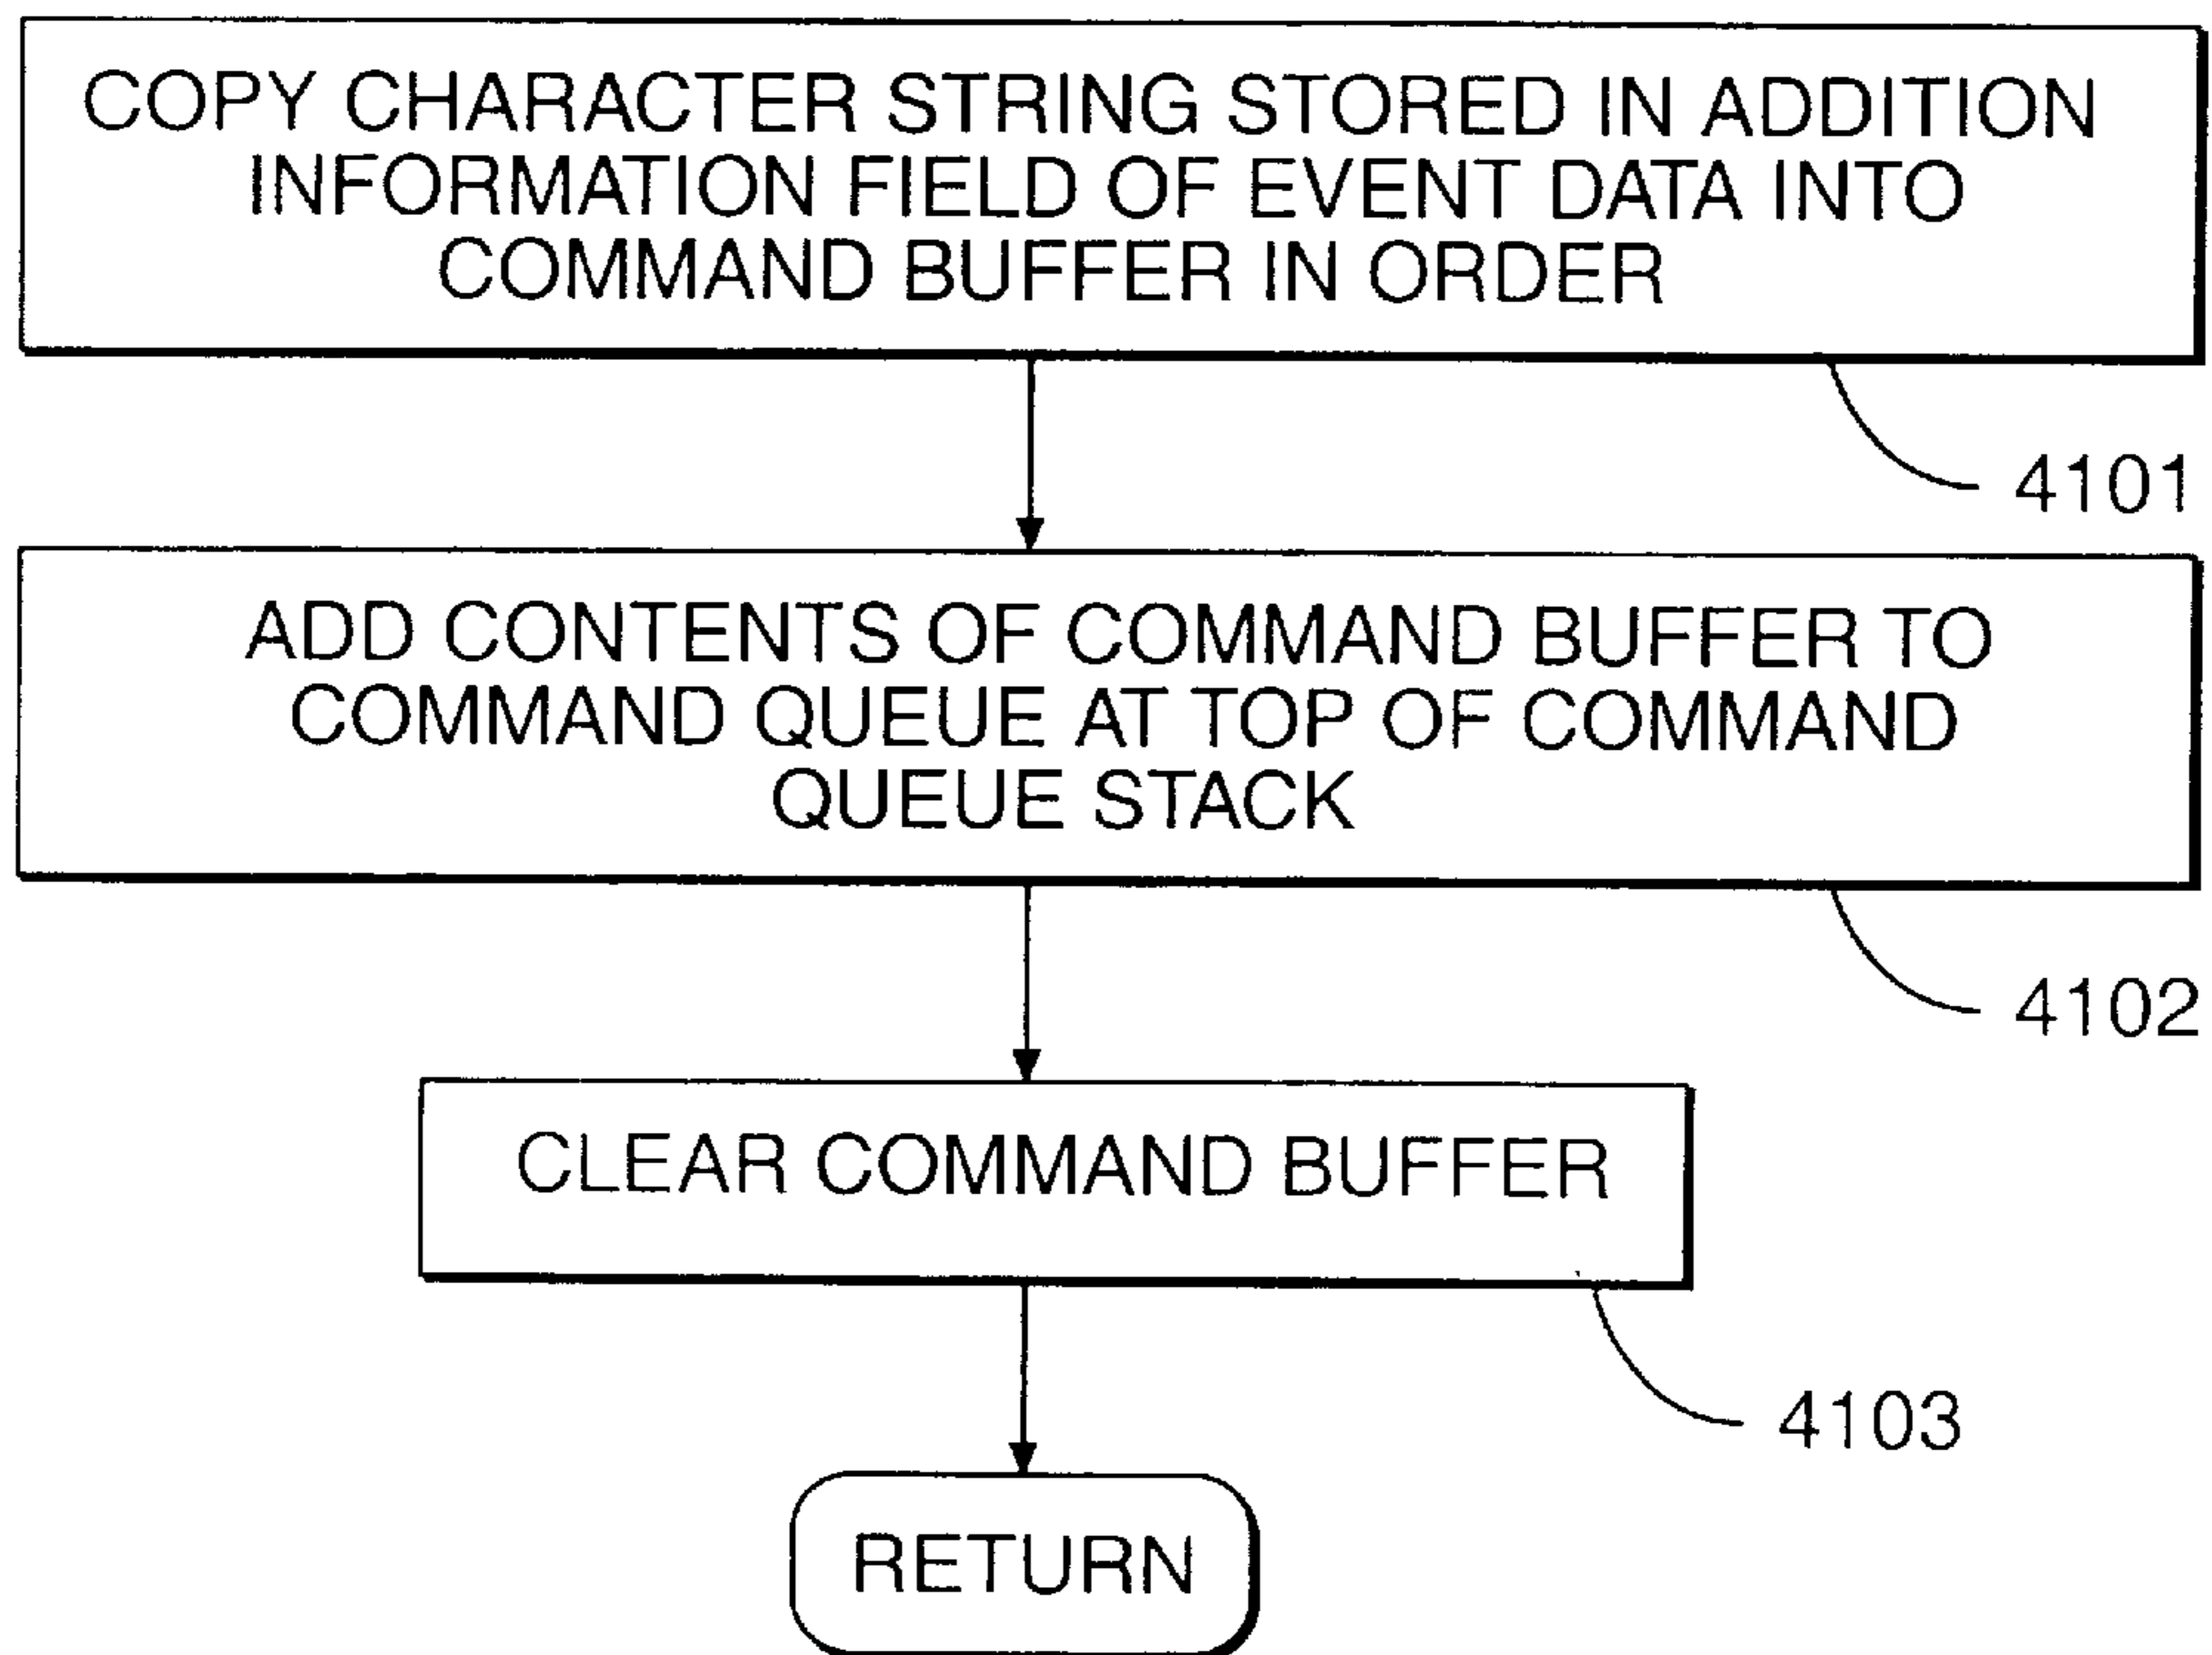 COPY CHARACTER STRING STORED IN ADDITION
INFORMATION FIELD OF EVENT DATA INTO
COMMAND BUFFER IN ORDER
4101
ADD CONTENTS OF COMMAND BUFFER TO
COMMAND QUEUE AT TOP OF COMMAND
QUEUE STACK
4102
CLEAR COMMAND BUFFER
4103
RETURN